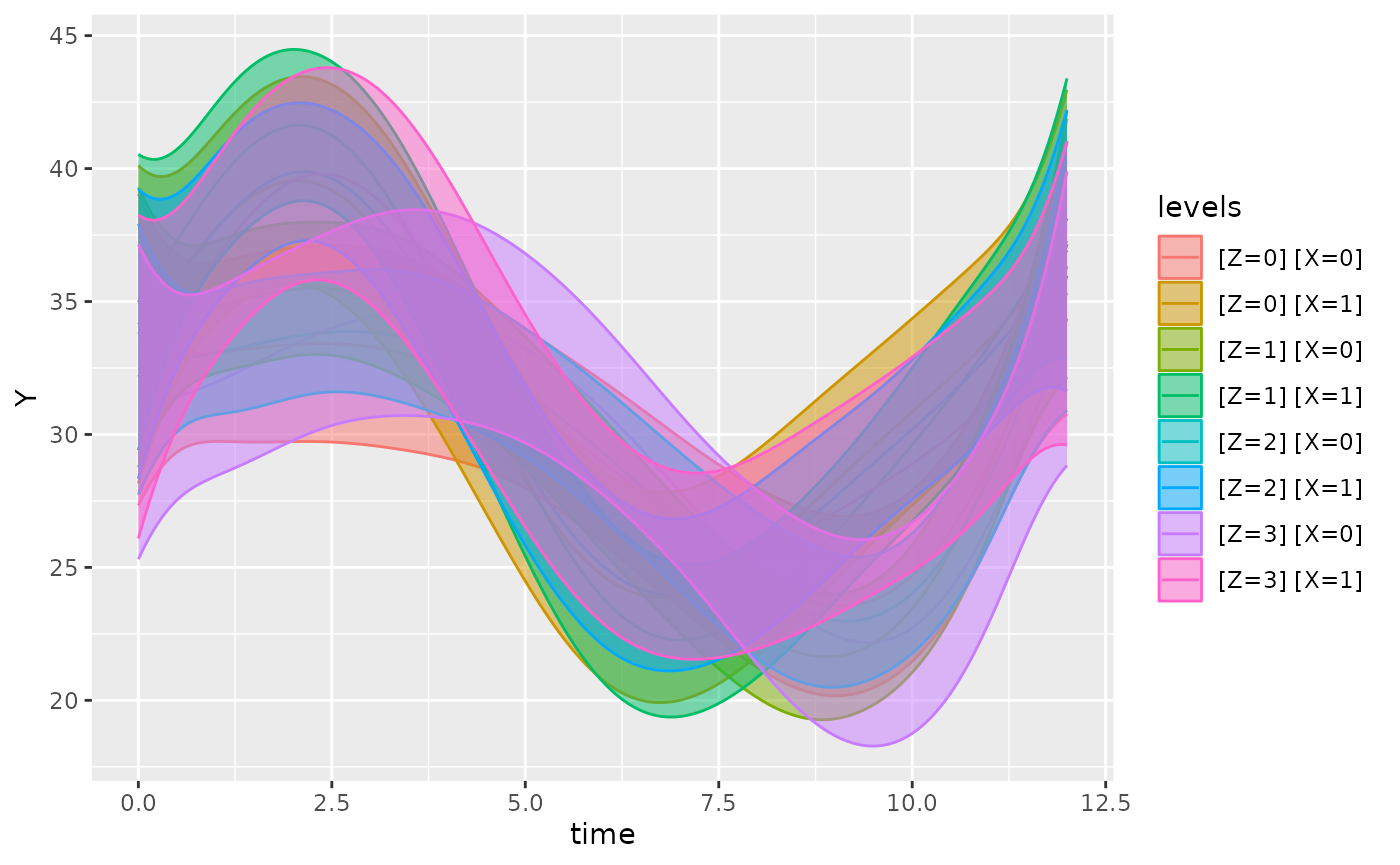 45
40
35
30
25
20
Y
0.0 2.5 5.0 7.5 10.0 12.5
time
levels
[Z=0] [X=0]
[Z=0] [X=1]
[Z=1] [X=0]
[Z=1] [X=1]
[Z=2] [X=0]
[Z=2] [X=1]
[Z=3] [X=0]
[Z=3] [X=1]